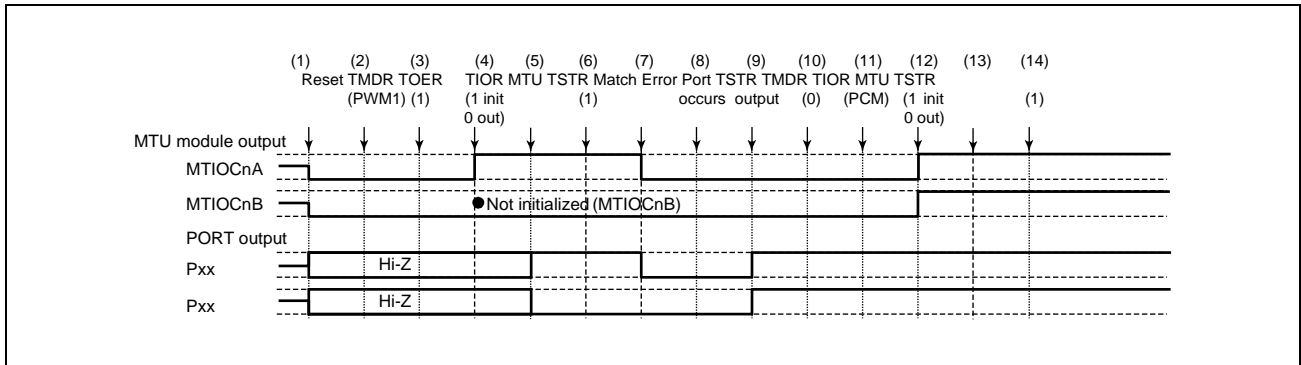 (1) (2) (3) (4) (5) (6) (7) (8) (9) (10) (11) (12) (13) (14)
Reset TMDR TOER TIOR MTU TSTR Match Error Port TSTR TMDR TIOR MTU TSTR
(PWM1) (1) (1 init (1) occurs output (0) (PCM) (1 init (1)
0 out) 0 out)
MTU module output
MTIOCnA
MTIOCnB
Not initialized (MTIOCnB)
PORT output
Pxx
Hi-Z
Pxx
Hi-Z